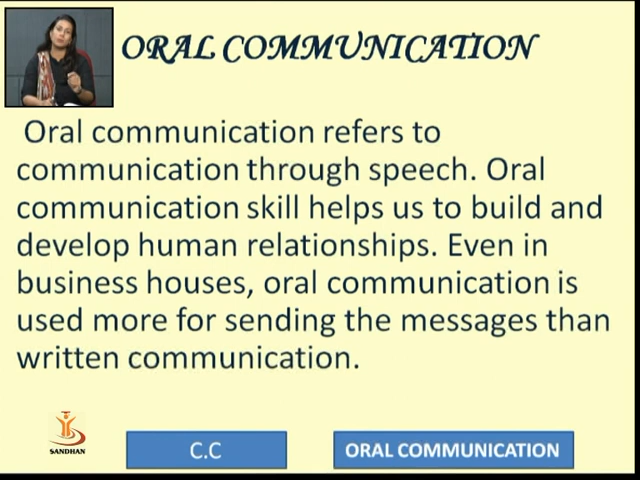 ORAL COMMUNICATION
Oral communication refers to
communication through speech. Oral
communication skill helps us to build and
develop human relationships. Even in
business houses, oral communication is
used more for sending the messages than
written communication.
SANDHAN
C.C
ORAL COMMUNICATION